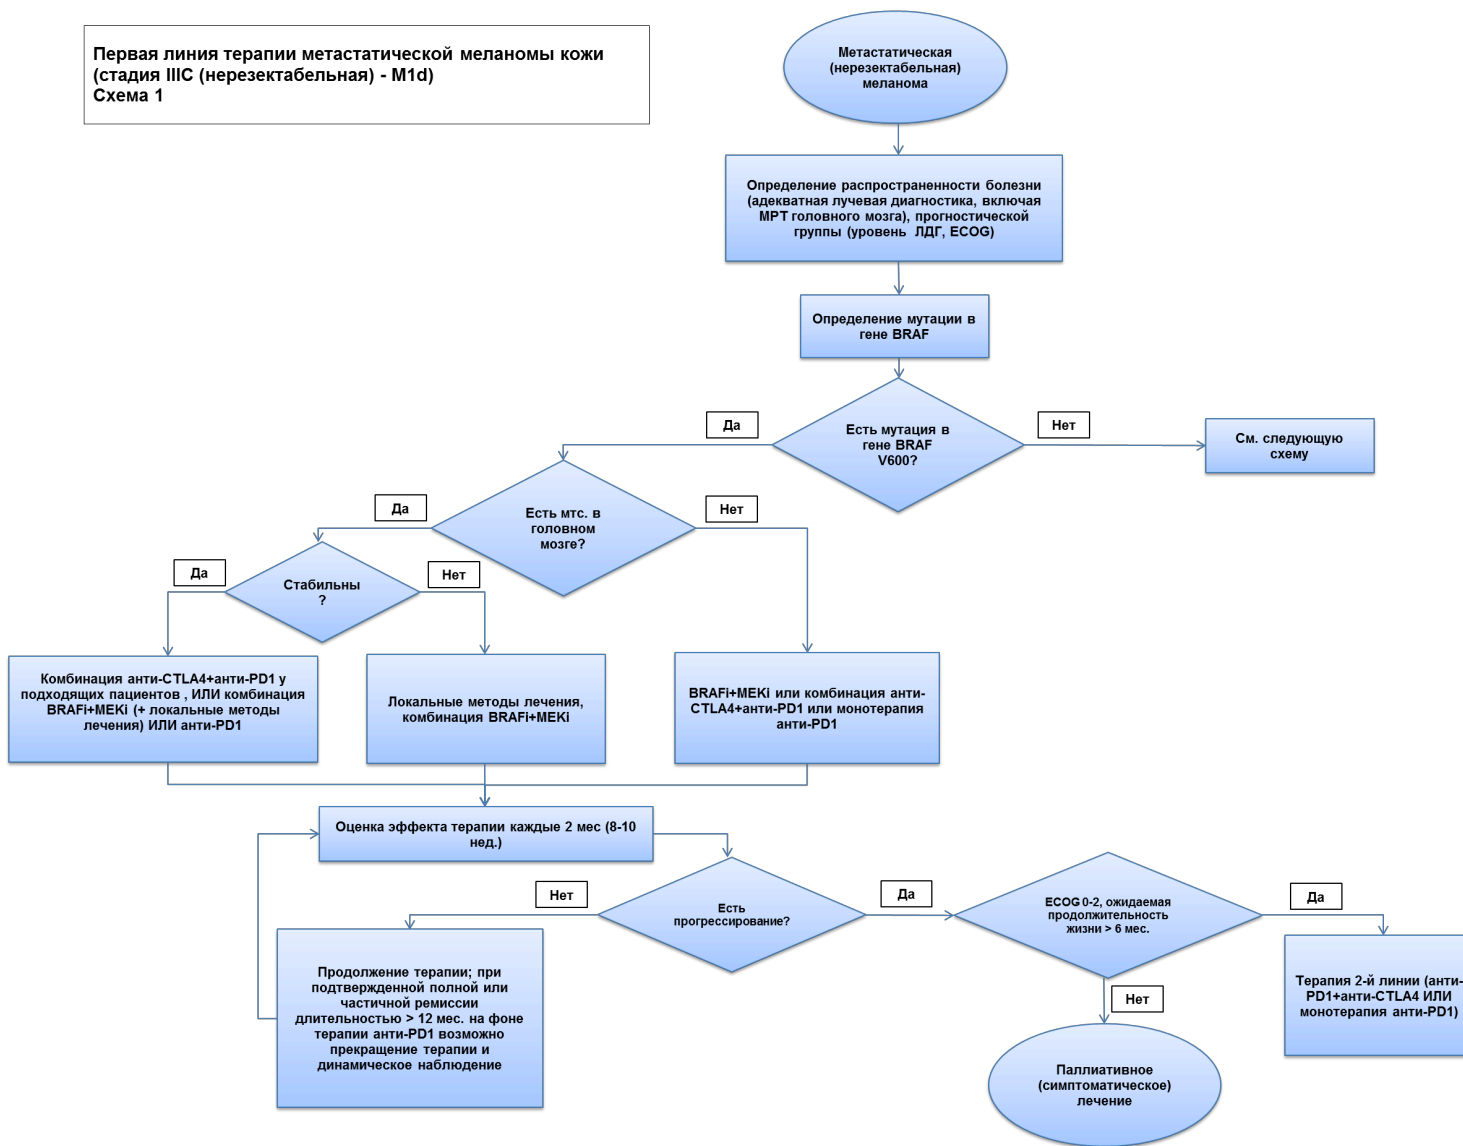 Первая линия терапии метастатической меланомы кожи
(стадия IIIC (нерезектабельная) - M1d)
Схема 1
Метастатическая
(нерезектабельная)
меланома
Определение распространенности болезни
(адекватная лучевая диагностика, включая
МРТ головного мозга), прогностической
группы (уровень ЛДГ, ECOG)
Определение мутации в
гене BRAF
Есть мутация в
гене BRAF
V600?
Да
Нет
См. следующую
схему
Есть мтс. в
головном
мозге?
Да
Нет
Стабильны
?
Да
Нет
Комбинация анти-CTLA4+анти-PD1 у
подходящих пациентов , ИЛИ комбинация
BRAFi+MEKi (+ локальные методы
лечения) ИЛИ анти-PD1
Локальные методы лечения,
комбинация BRAFi+MEKi
BRAFi+MEKi или комбинация анти-
CTLA4+анти-PD1 или монотерапия
анти-PD1
Оценка эффекта терапии каждые 2 мес (8-10
нед.)
Есть
прогрессирование?
Нет
Да
ECOG 0-2, ожидаемая
продолжительность
жизни > 6 мес.
Да
Нет
Продолжение терапии; при
подтвержденной полной или
частичной ремиссии
длительностью > 12 мес. на фоне
терапии анти-PD1 возможно
прекращение терапии и
динамическое наблюдение
Терапия 2-й линии (анти-
PD1+анти-CTLA4 ИЛИ
монотерапия анти-PD1)
Паллиативное
(симптоматическое)
лечение